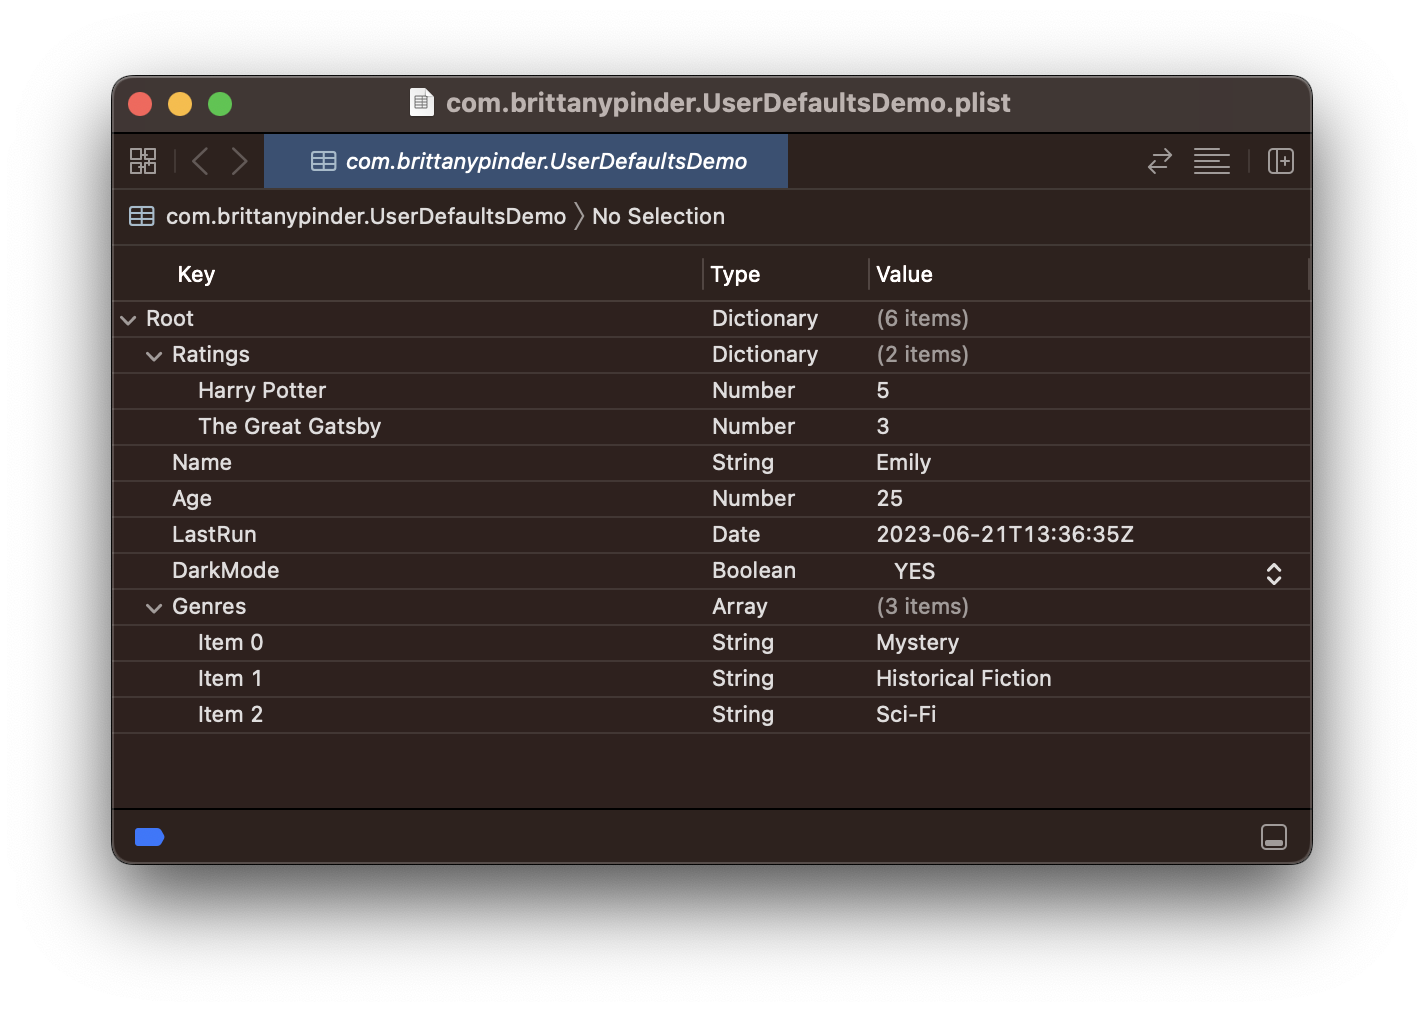 com.brittanypinder.UserDefaultsDemo.plist
com.brittanypinder.UserDefaultsDemo
com.brittanypinder.UserDefaultsDemo No Selection
Key Type Value
Root Dictionary (6 items)
Ratings Dictionary (2 items)
Harry Potter Number 5
The Great Gatsby Number 3
Name String Emily
Age Number 25
LastRun Date 2023-06-21T13:36:35Z
DarkMode Boolean YES
Genres Array (3 items)
Item 0 String Mystery
Item 1 String Historical Fiction
Item 2 String Sci-Fi